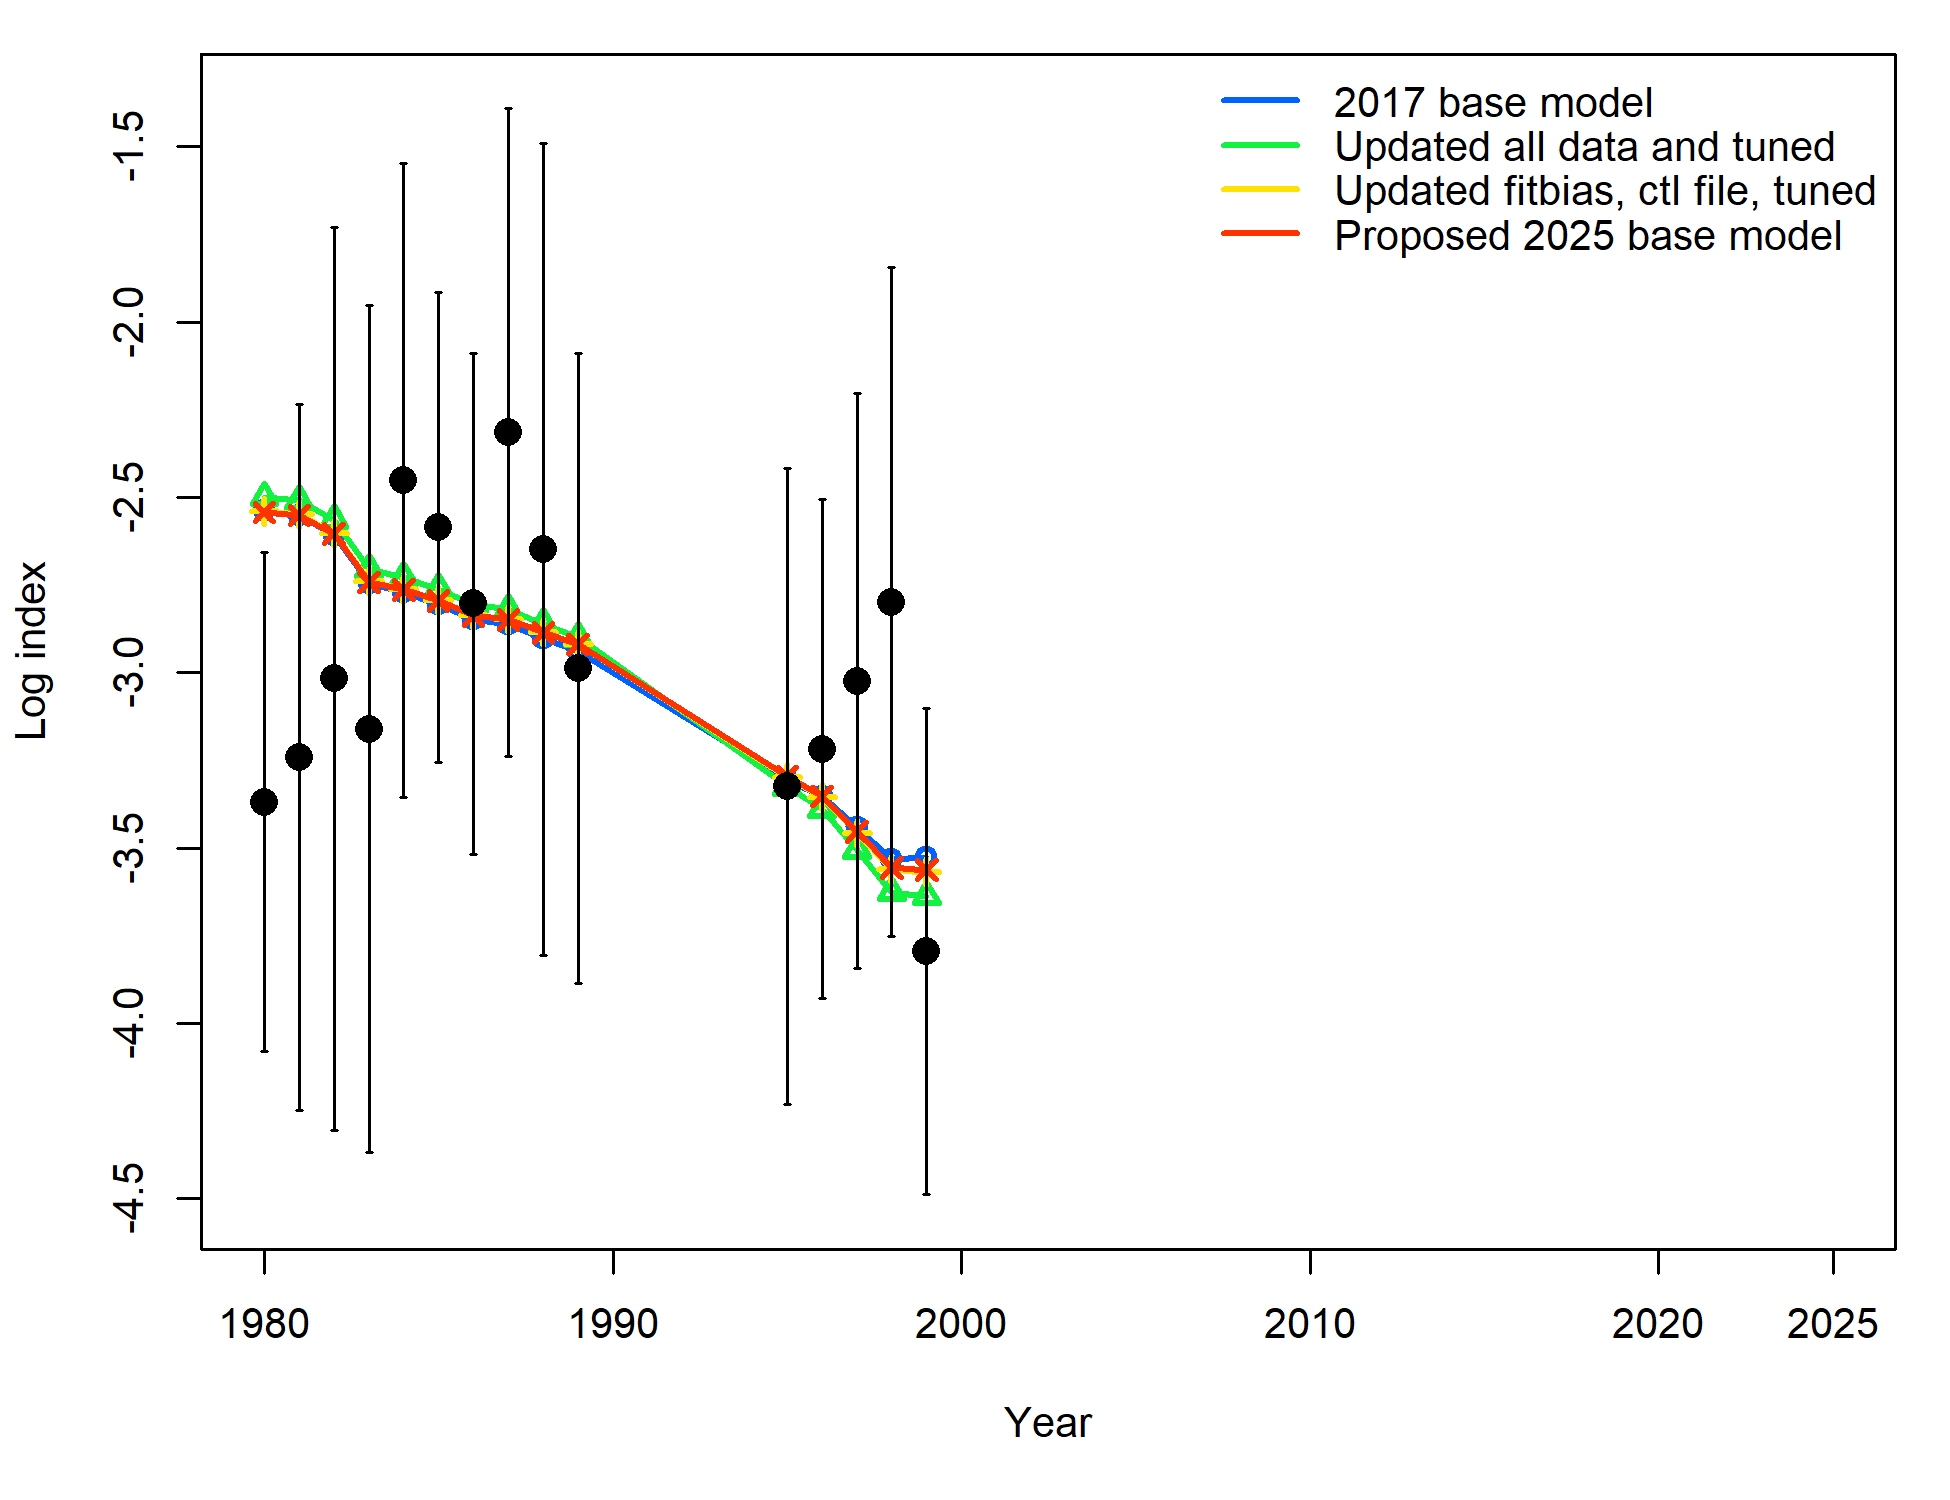 2017 base model
Updated all data and tuned
Updated fitbias, ctl file, tuned
Proposed 2025 base model
-1.5
-2.0
-2.5
-3.0
-3.5
-4.0
-4.5
Log index
1980 1990 2000 2010 2020 2025
Year